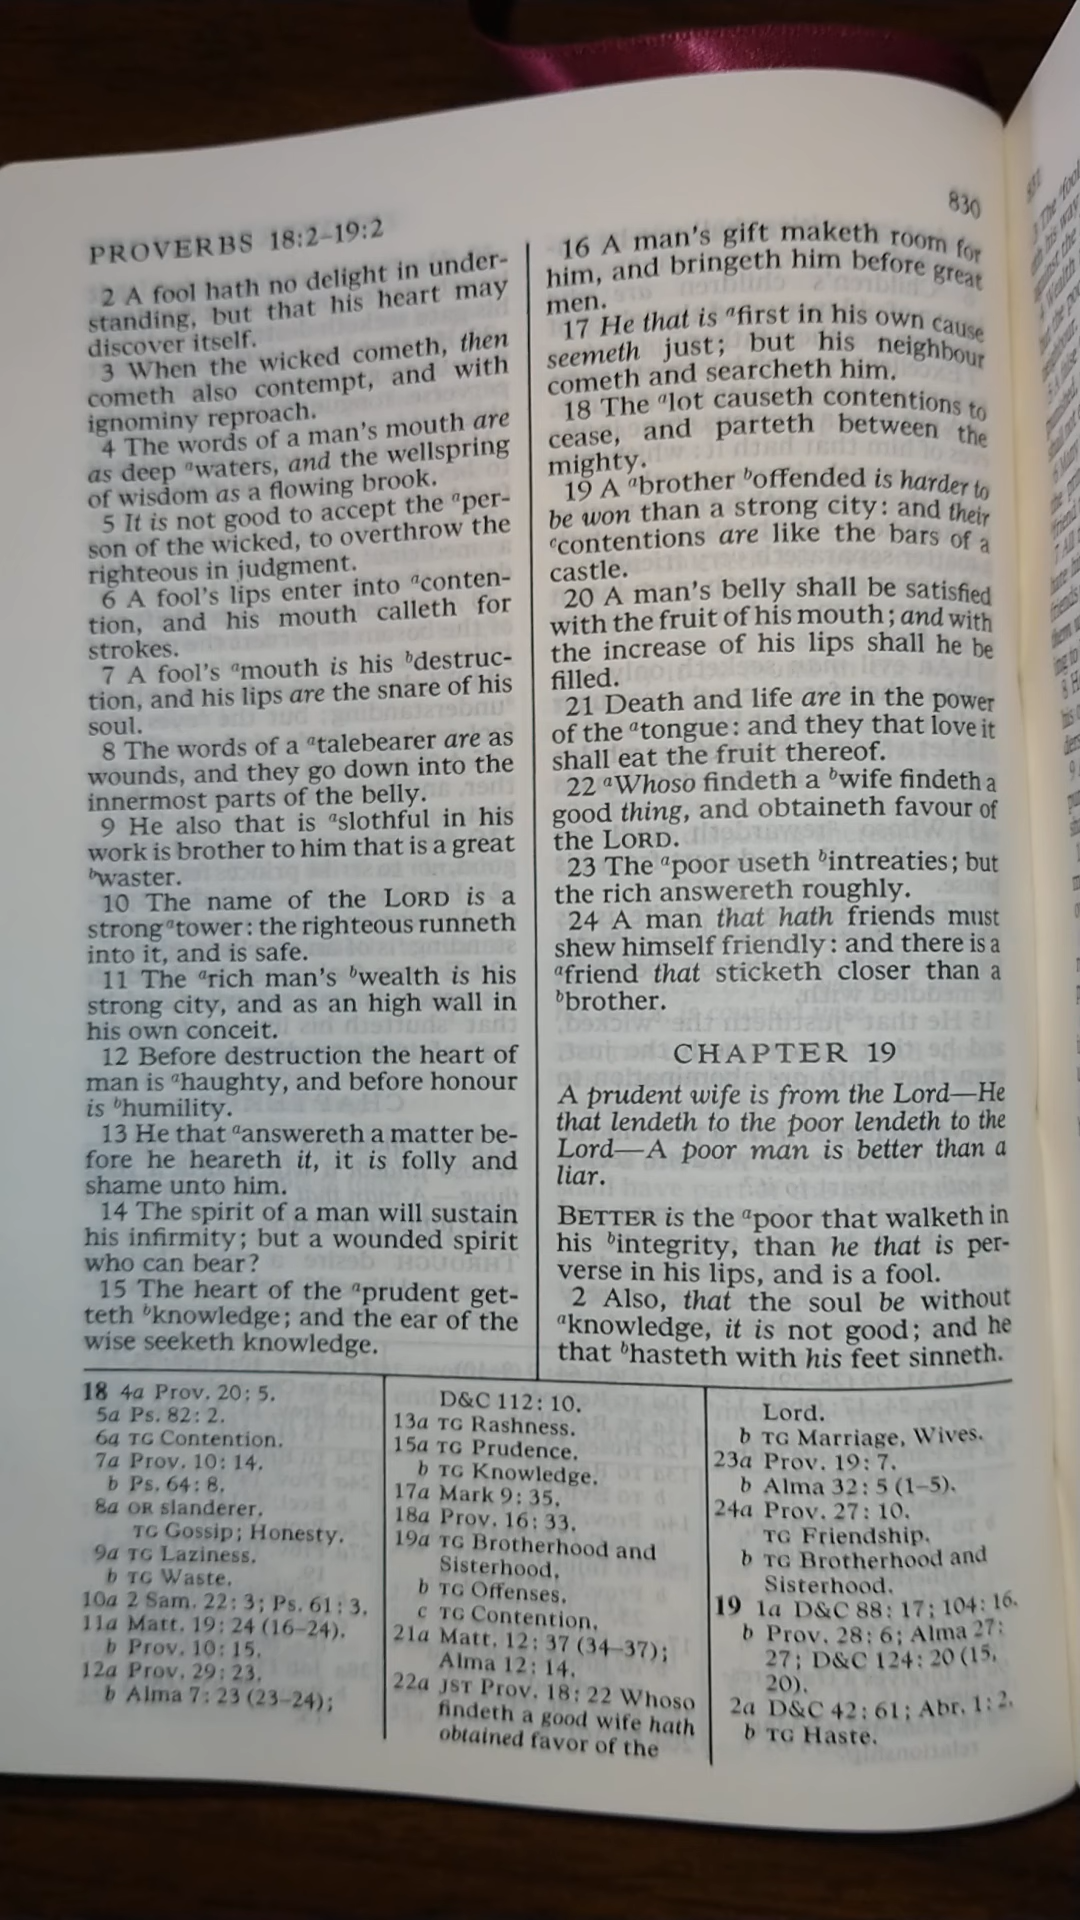 830
PROVERBS 18:2–19:2
2 A fool hath no delight in under-
standing, but that his heart may
discover itself.
3 When the wicked cometh, then
cometh also contempt, and with
ignominy reproach.
4 The words of a man's mouth are
as deep ᵃwaters, and the wellspring
of wisdom as a flowing brook.
5 It is not good to accept the ᵃper-
son of the wicked, to overthrow the
righteous in judgment.
6 A fool's lips enter into ᵃconten-
tion, and his mouth calleth for
strokes.
7 A fool's ᵃmouth is his ᵇdestruc-
tion, and his lips are the snare of his
soul.
8 The words of a ᵃtalebearer are as
wounds, and they go down into the
innermost parts of the belly.
9 He also that is ᵃslothful in his
work is brother to him that is a great
ᵇwaster.
10 The name of the LORD is a
strong ᵃtower: the righteous runneth
into it, and is safe.
11 The ᵃrich man's ᵇwealth is his
strong city, and as an high wall in
his own conceit.
12 Before destruction the heart of
man is ᵃhaughty, and before honour
is ᵇhumility.
13 He that ᵃanswereth a matter be-
fore he heareth it, it is folly and
shame unto him.
14 The spirit of a man will sustain
his infirmity; but a wounded spirit
who can bear?
15 The heart of the ᵃprudent get-
teth ᵇknowledge; and the ear of the
wise seeketh knowledge.
16 A man's gift maketh room for
him, and bringeth him before great
men.
17 He that is ᵃfirst in his own cause
seemeth just; but his neighbour
cometh and searcheth him.
18 The ᵃlot causeth contentions to
cease, and parteth between the
mighty.
19 A ᵃbrother ᵇoffended is harder to
be won than a strong city: and their
ᶜcontentions are like the bars of a
castle.
20 A man's belly shall be satisfied
with the fruit of his mouth; and with
the increase of his lips shall he be
filled.
21 Death and life are in the power
of the ᵃtongue: and they that love it
shall eat the fruit thereof.
22 ᵃWhoso findeth a ᵇwife findeth a
good thing, and obtaineth favour of
the LORD.
23 The ᵃpoor useth ᵇintreaties; but
the rich answereth roughly.
24 A man that hath friends must
shew himself friendly: and there is a
ᵃfriend that sticketh closer than a
ᵇbrother.
CHAPTER 19
A prudent wife is from the Lord—He
that lendeth to the poor lendeth to the
Lord—A poor man is better than a
liar.
BETTER is the ᵃpoor that walketh in
his ᵇintegrity, than he that is per-
verse in his lips, and is a fool.
2 Also, that the soul be without
ᵃknowledge, it is not good; and he
that ᵇhasteth with his feet sinneth.
18 4a Prov. 20:5.
5a Ps. 82:2.
6a TG Contention.
7a Prov. 10:14.
b Ps. 64:8.
8a OR slanderer.
TG Gossip; Honesty.
9a TG Laziness.
b TG Waste.
10a 2 Sam. 22:3; Ps. 61:3.
11a Matt. 19:24 (16–24).
b Prov. 10:15.
12a Prov. 29:23.
b Alma 7:23 (23–24);
D&C 112:10.
13a TG Rashness.
15a TG Prudence.
b TG Knowledge.
17a Mark 9:35.
18a Prov. 16:33.
19a TG Brotherhood and
Sisterhood.
b TG Offenses.
c TG Contention.
21a Matt. 12:37 (34–37);
Alma 12:14.
22a JST Prov. 18:22 Whoso
findeth a good wife hath
obtained favor of the
Lord.
b TG Marriage, Wives.
23a Prov. 19:7.
b Alma 32:5 (1–5).
24a Prov. 27:10.
TG Friendship.
b TG Brotherhood and
Sisterhood.
19 1a D&C 88:17; 104:16.
b Prov. 28:6; Alma 27:
27; D&C 124:20 (15,
20).
2a D&C 42:61; Abr. 1:2.
b TG Haste.